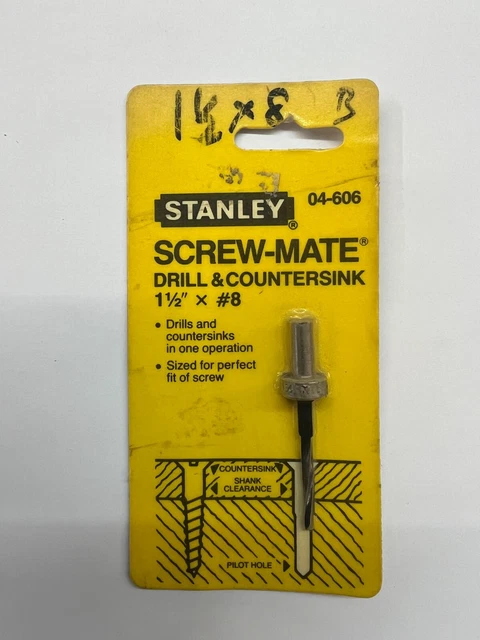 1½ x 8 B
STANLEY® 04-606
SCREW-MATE®
DRILL & COUNTERSINK
1½" × #8
• Drills and
countersinks
in one operation
• Sized for perfect
fit of screw
COUNTERSINK
SHANK
CLEARANCE
PILOT HOLE